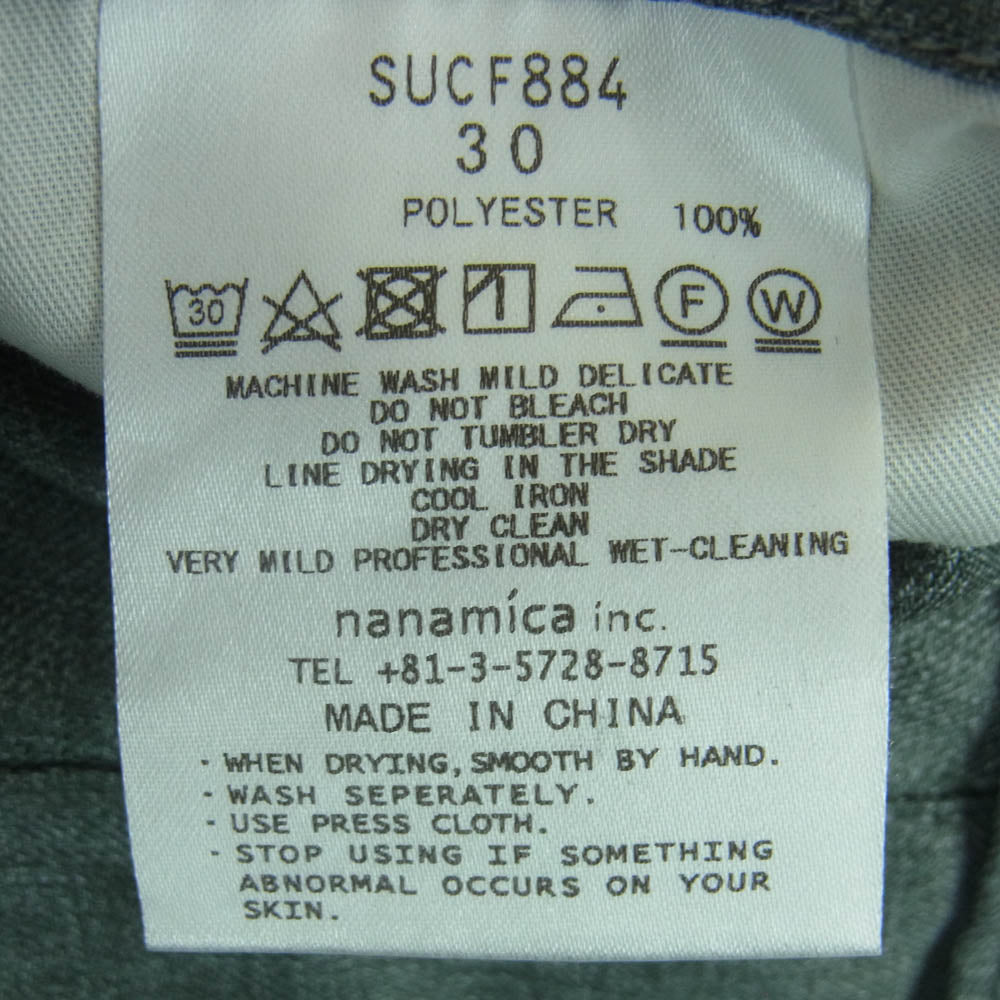 SUCF884
30
POLYESTER 100%
30 F W
MACHINE WASH MILD DELICATE
DO NOT BLEACH
DO NOT TUMBLER DRY
LINE DRYING IN THE SHADE
COOL IRON
DRY CLEAN
VERY MILD PROFESSIONAL WET-CLEANING
nanamíca inc.
TEL +81-3-5728-8715
MADE IN CHINA
· WHEN DRYING, SMOOTH BY HAND.
· WASH SEPERATELY.
· USE PRESS CLOTH.
· STOP USING IF SOMETHING
ABNORMAL OCCURS ON YOUR
SKIN.